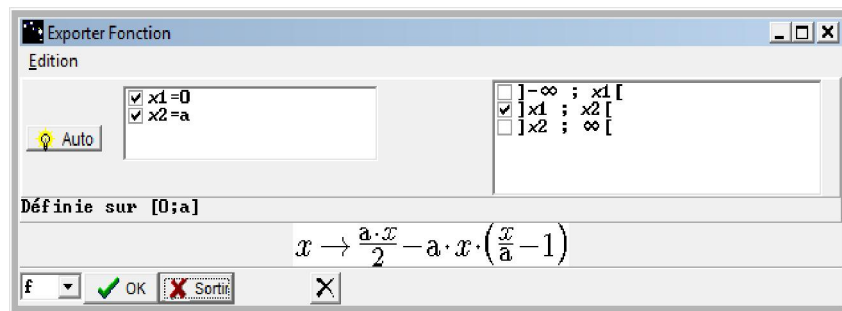 Exporter Fonction
Edition
x1=0
x2=a
]-∞ ; x1[
]x1 ; x2[
]x2 ; ∞[
Auto
Définie sur [0;a]
x → a·x/2 − a·x·(x/a − 1)
f OK Sortir